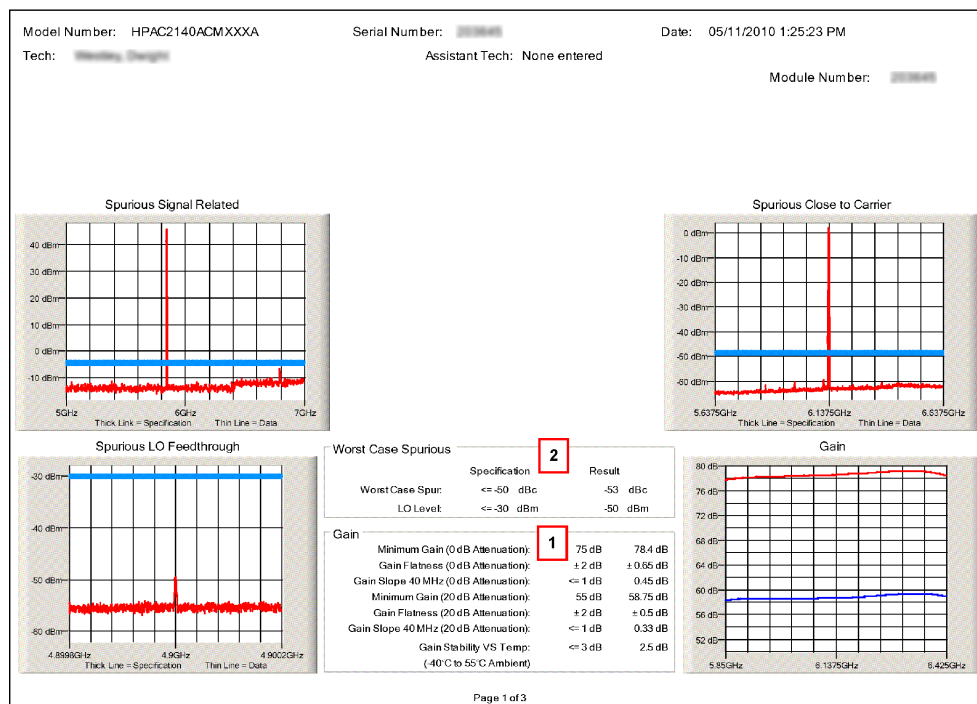 Model Number: HPAC2140ACMXXXA Serial Number: Date: 05/11/2010 1:25:23 PM
Tech: Assistant Tech: None entered
Module Number:
Spurious Signal Related
40 dBm
30 dBm
20 dBm
10 dBm
0 dBm
-10 dBm
5GHz 6GHz 7GHz
Thick Link = Specification Thin Line = Data
Spurious Close to Carrier
0 dBm
-10 dBm
-20 dBm
-30 dBm
-40 dBm
-50 dBm
-60 dBm
5.6375GHz 6.1375GHz 6.6375GHz
Thick Line = Specification Thin Line = Data
Spurious LO Feedthrough
-30 dBm
-40 dBm
-50 dBm
-60 dBm
4.8998GHz 4.9GHz 4.9002GHz
Thick Line = Specification Thin Line = Data
Worst Case Spurious
2
Specification Result
Worst Case Spur: <= -50 dBc -53 dBc
LO Level: <= -30 dBm -50 dBm
Gain
1
Minimum Gain (0 dB Attenuation): 75 dB 78.4 dB
Gain Flatness (0 dB Attenuation): ± 2 dB ± 0.65 dB
Gain Slope 40 MHz (0 dB Attenuation): <= 1 dB 0.45 dB
Minimum Gain (20 dB Attenuation): 55 dB 58.75 dB
Gain Flatness (20 dB Attenuation): ± 2 dB ± 0.5 dB
Gain Slope 40 MHz (20 dB Attenuation): <= 1 dB 0.33 dB
Gain Stability VS Temp: <= 3 dB 2.5 dB
(-40°C to 55°C Ambient)
Gain
80 dB
76 dB
72 dB
68 dB
64 dB
60 dB
56 dB
52 dB
5.85GHz 6.1375GHz 6.425GHz
Page 1 of 3